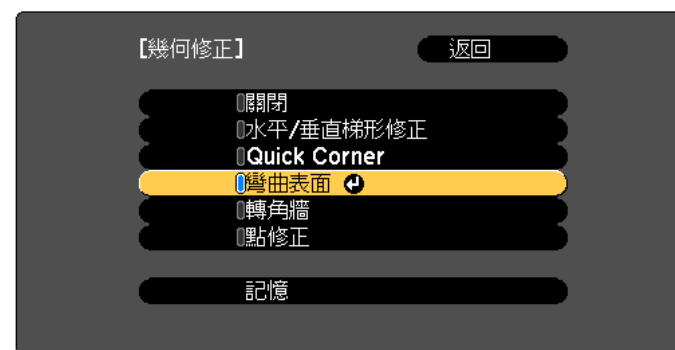 【幾何修正】 返回
關閉
水平/垂直梯形修正
Quick Corner
彎曲表面
轉角牆
點修正
記憶